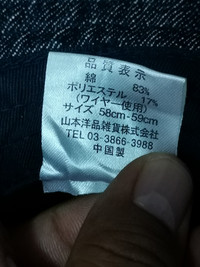 品質表示
綿 83%
ポリエステル 17%
(ワイヤー使用)
サイズ 58cm-59cm
山本洋品雑貨株式会社
TEL 03-3866-3988
中国製